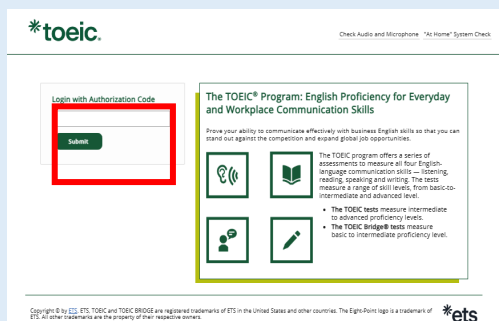 *toeic.
Check Audio and Microphone "At Home" System Check
Login with Authorization Code
Submit
The TOEIC® Program: English Proficiency for Everyday
and Workplace Communication Skills
Prove your ability to communicate effectively with business English skills so that you can
stand out against the competition and expand global job opportunities.
The TOEIC program offers a series of
assessments to measure all four English-
language communication skills — listening,
reading, speaking and writing. The tests
measure a range of skill levels, from basic-to-
intermediate and advanced level.
• The TOEIC tests measure intermediate
to advanced proficiency levels.
• The TOEIC Bridge® tests measure
basic to intermediate proficiency level.
Copyright © by ETS. ETS, TOEIC and TOEIC BRIDGE are registered trademarks of ETS in the United States and other countries. The Eight-Point logo is a trademark of
ETS. All other trademarks are the property of their respective owners.
*ets